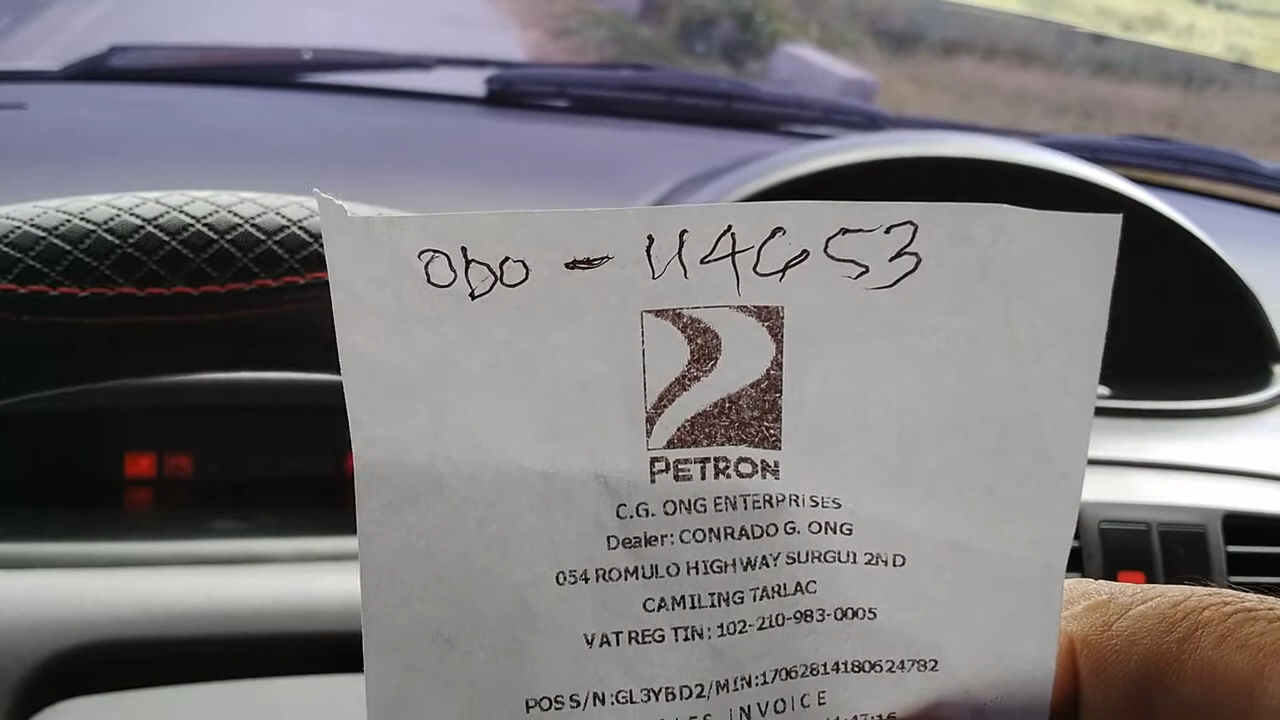 ODO - 114653
PETRON
C.G. ONG ENTERPRISES
Dealer: CONRADO G. ONG
054 ROMULO HIGHWAY SURGUI 2ND
CAMILING TARLAC
VAT REG TIN: 102-210-983-0005
POS S/N:GL3YBD2/MIN:17062814180624782
INVOICE